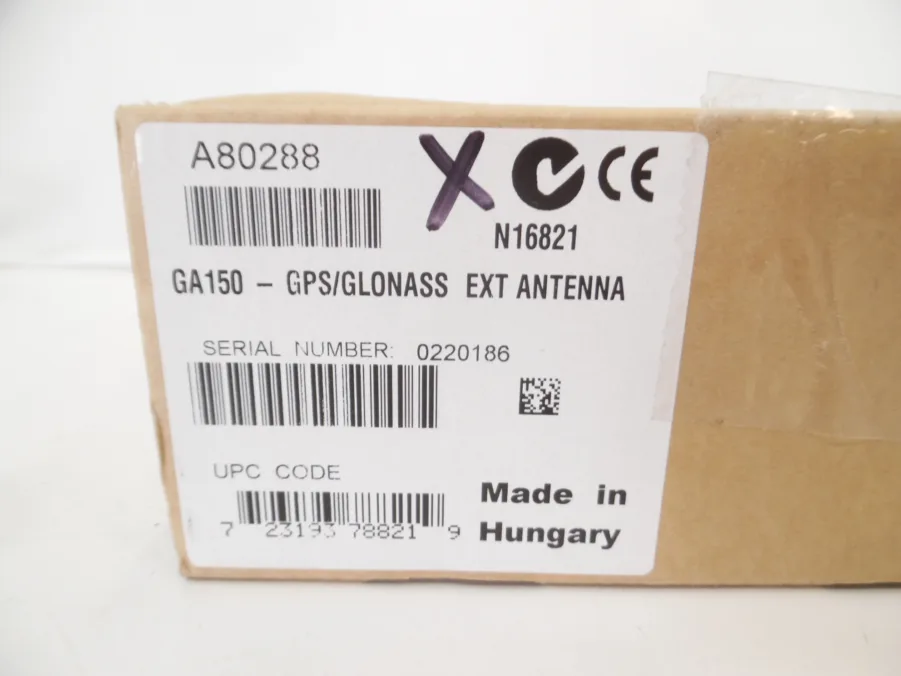 A80288
X
CE
N16821
GA150 - GPS/GLONASS EXT ANTENNA
SERIAL NUMBER: 0220186
UPC CODE
7 23193 78821 9
Made in
Hungary